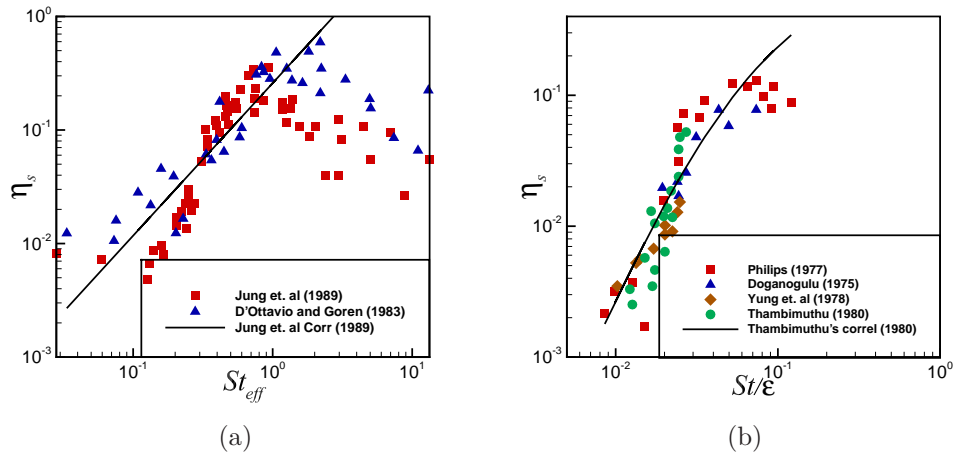 10^0
10^-1
10^-2
10^-3
η_s
10^-1
10^0
10^1
St_eff
Jung et. al (1989)
D'Ottavio and Goren (1983)
Jung et. al Corr (1989)
(a)
10^0
10^-1
10^-2
10^-3
η_s
10^-2
10^-1
10^0
St/ε
Philips (1977)
Doganogulu (1975)
Yung et. al (1978)
Thambimuthu (1980)
Thambimuthu's correl (1980)
(b)